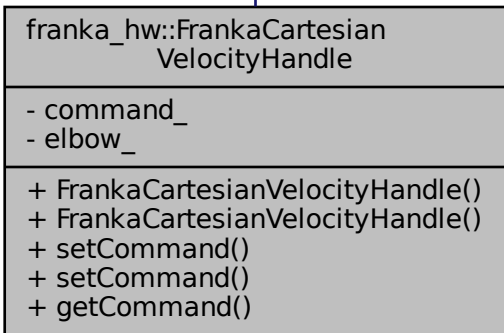 franka_hw::FrankaCartesian
VelocityHandle
- command_
- elbow_
+ FrankaCartesianVelocityHandle()
+ FrankaCartesianVelocityHandle()
+ setCommand()
+ setCommand()
+ getCommand()